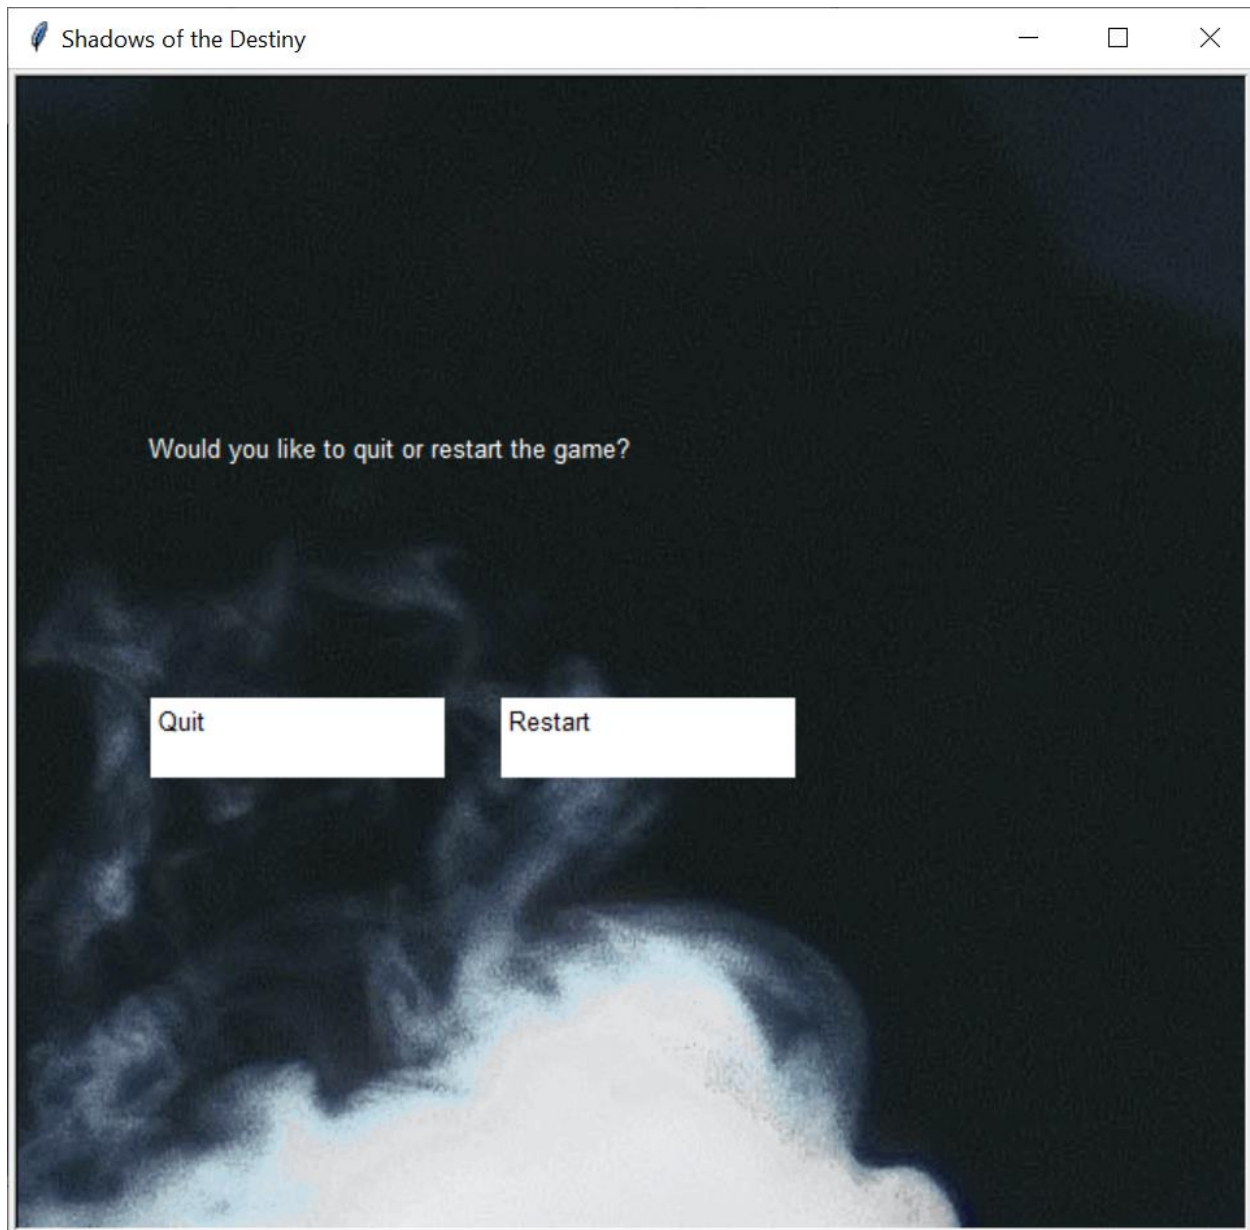 Shadows of the Destiny
Would you like to quit or restart the game?
Quit
Restart